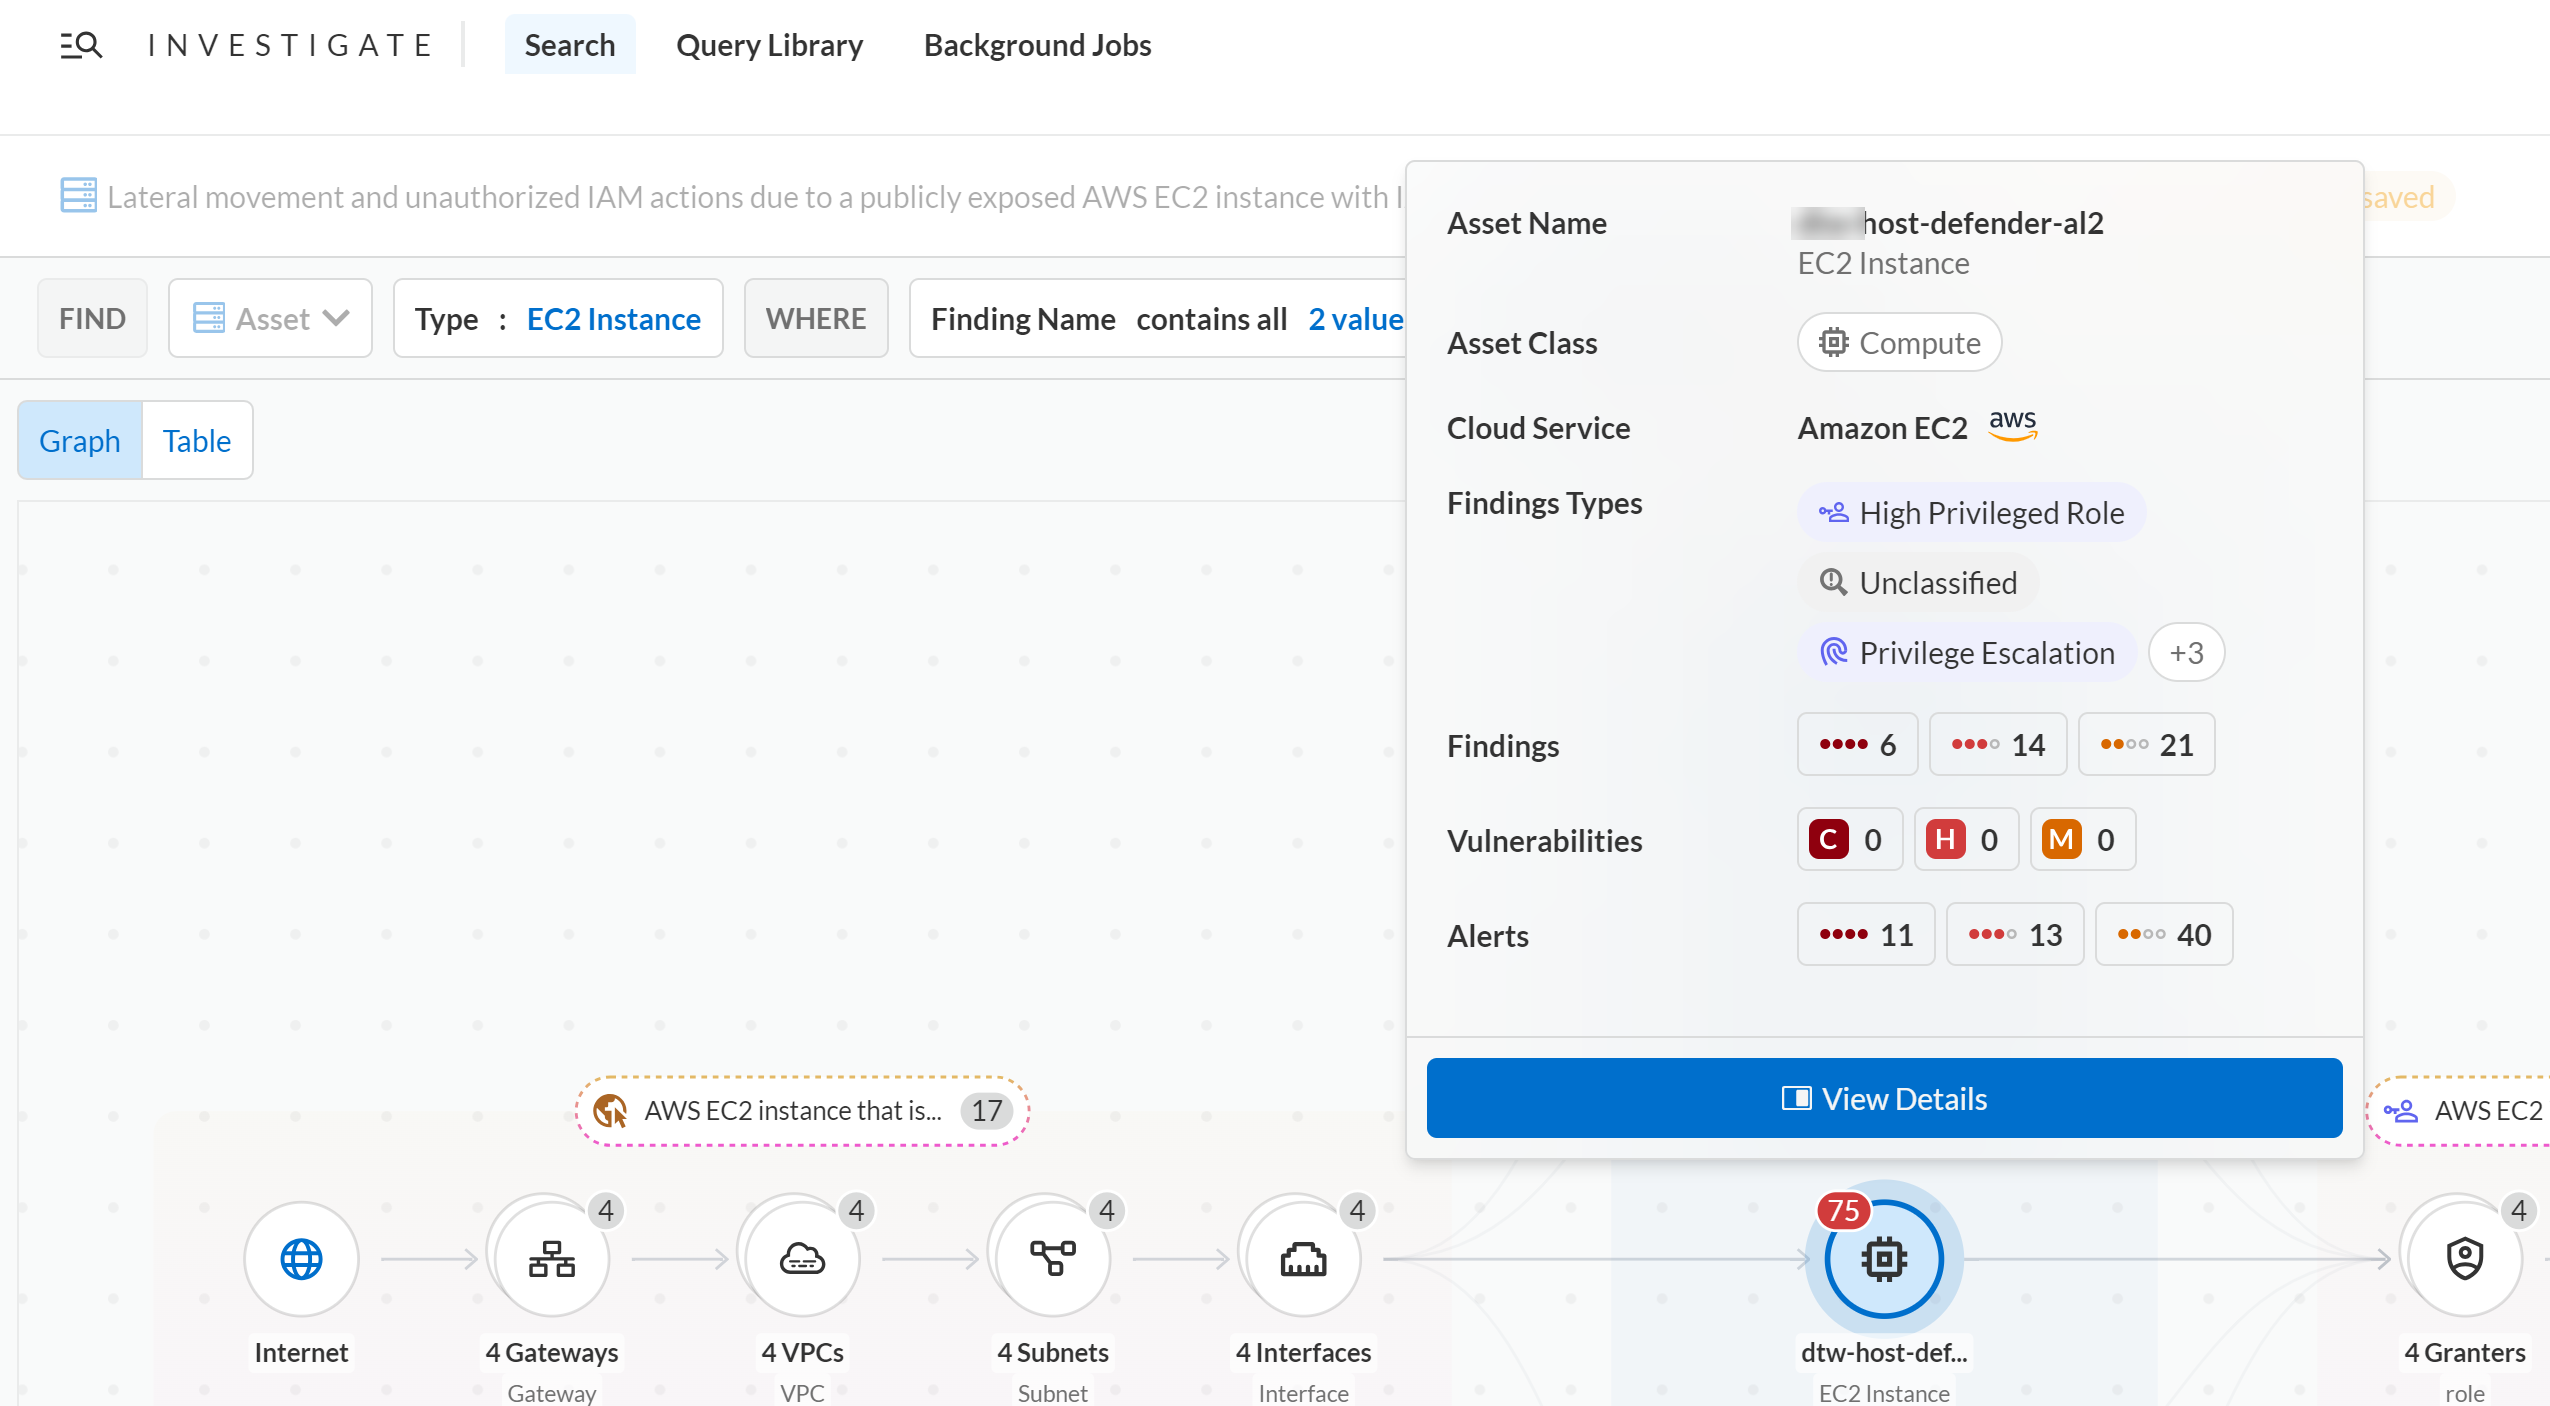 INVESTIGATE
Search
Query Library
Background Jobs
Lateral movement and unauthorized IAM actions due to a publicly exposed AWS EC2 instance with I
saved
FIND
Asset
Type : EC2 Instance
WHERE
Finding Name contains all 2 value
Graph
Table
Asset Name
host-defender-al2
EC2 Instance
Asset Class
Compute
Cloud Service
Amazon EC2
aws
Findings Types
High Privileged Role
Unclassified
Privilege Escalation
+3
Findings
6
14
21
Vulnerabilities
C 0
H 0
M 0
Alerts
11
13
40
View Details
AWS EC2 instance that is... 17
AWS EC2
4
4
4
4
75
4
Internet
4 Gateways
Gateway
4 VPCs
VPC
4 Subnets
Subnet
4 Interfaces
Interface
dtw-host-def...
EC2 Instance
4 Granters
role